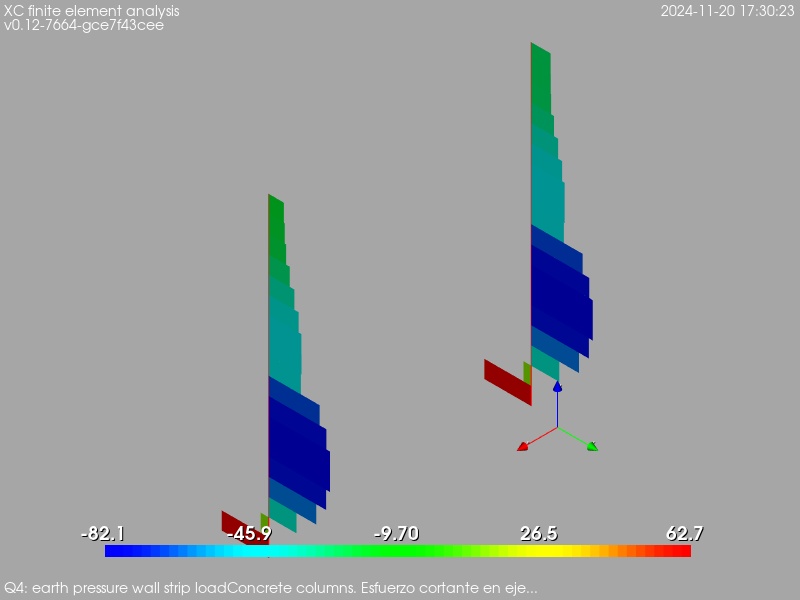 XC finite element analysis
v0.12-7664-gce7f43cee
2024-11-20 17:30:23
-82.1 -45.9 -9.70 26.5 62.7
Q4: earth pressure wall strip loadConcrete columns. Esfuerzo cortante en eje...